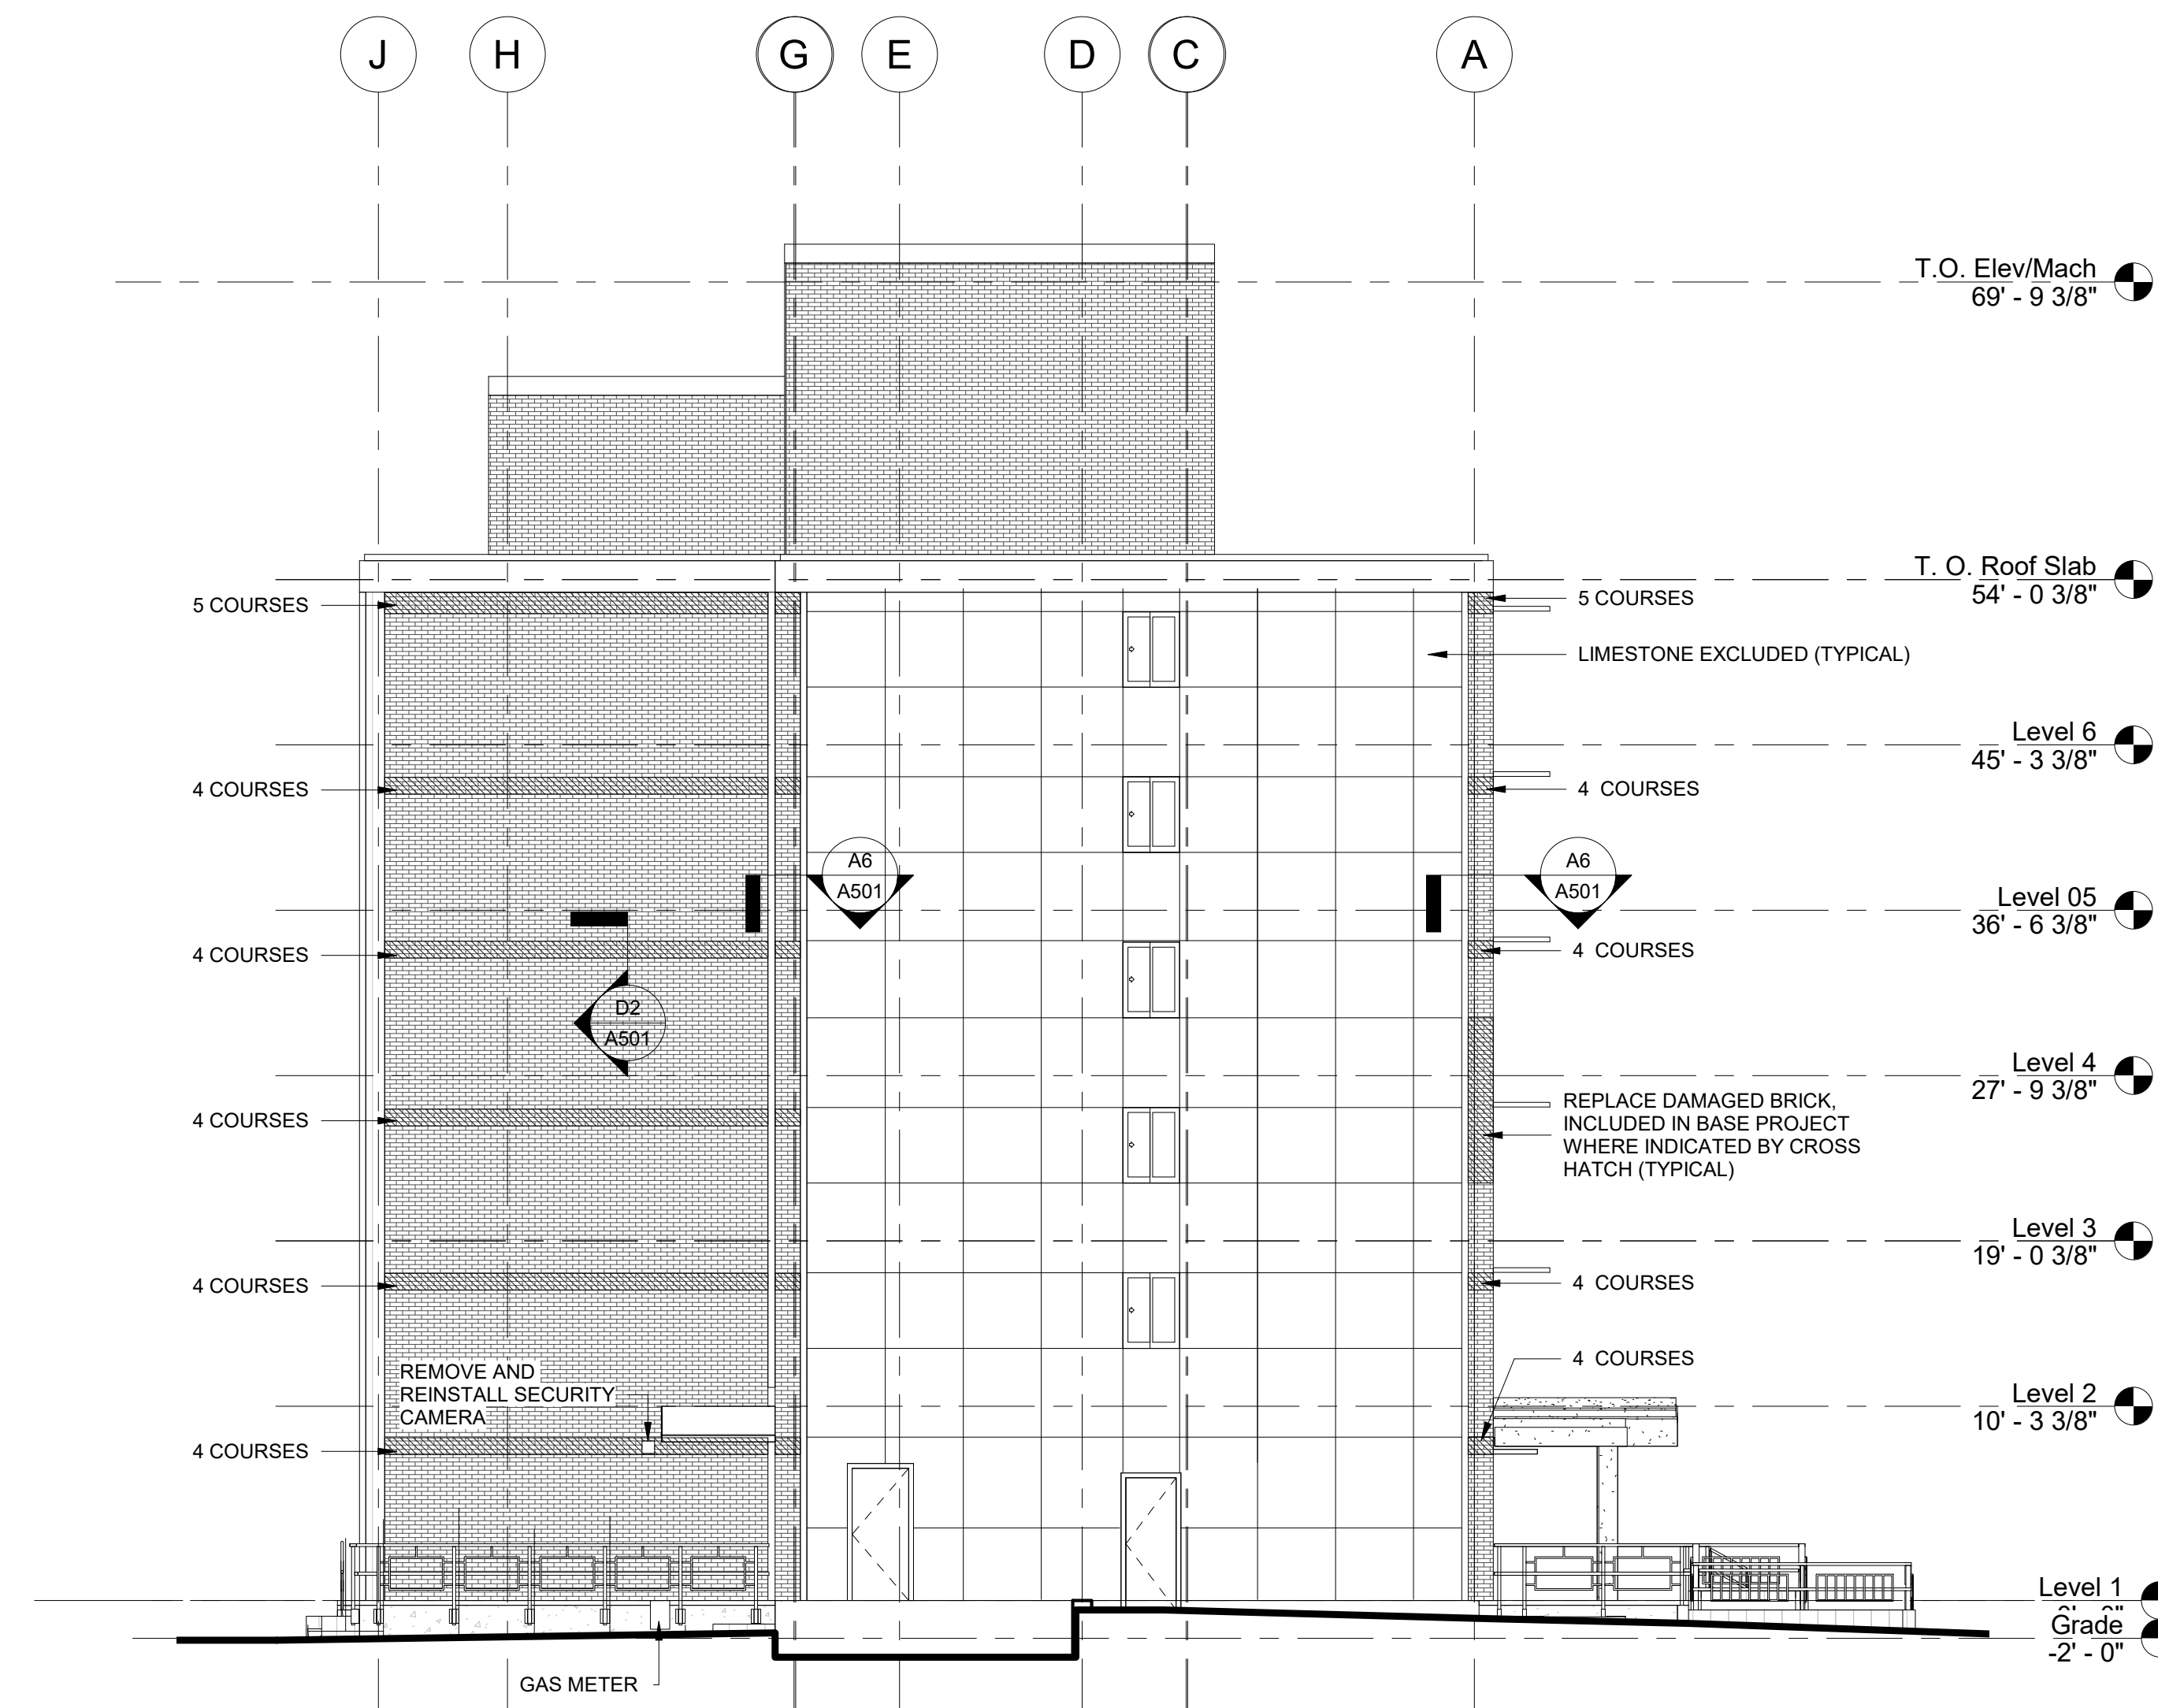 J H G E D C A
T.O. Elev/Mach
69' - 9 3/8"
T. O. Roof Slab
54' - 0 3/8"
5 COURSES
5 COURSES
LIMESTONE EXCLUDED (TYPICAL)
Level 6
45' - 3 3/8"
4 COURSES
4 COURSES
A6
A501
A6
A501
Level 05
36' - 6 3/8"
4 COURSES
4 COURSES
D2
A501
Level 4
27' - 9 3/8"
4 COURSES
REPLACE DAMAGED BRICK,
INCLUDED IN BASE PROJECT
WHERE INDICATED BY CROSS
HATCH (TYPICAL)
Level 3
19' - 0 3/8"
4 COURSES
4 COURSES
4 COURSES
REMOVE AND
REINSTALL SECURITY
CAMERA
Level 2
10' - 3 3/8"
4 COURSES
Level 1
Grade
-2' - 0"
GAS METER